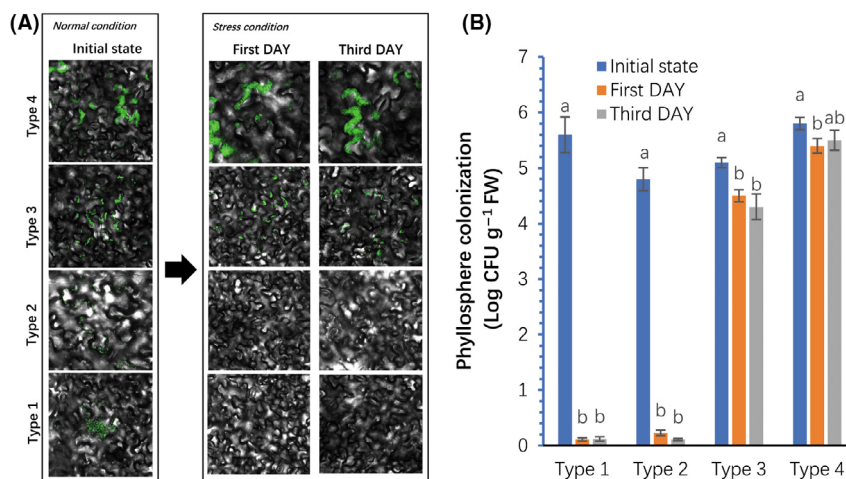 (A)
Normal condition
Initial state
Stress condition
First DAY
Third DAY
Type 4
Type 3
Type 2
Type 1
(B)
Phyllosphere colonization
(Log CFU g⁻¹ FW)
7
6
5
4
3
2
1
0
Initial state
First DAY
Third DAY
a
b
b
a
b
b
a
b
b
a
b
ab
Type 1
Type 2
Type 3
Type 4